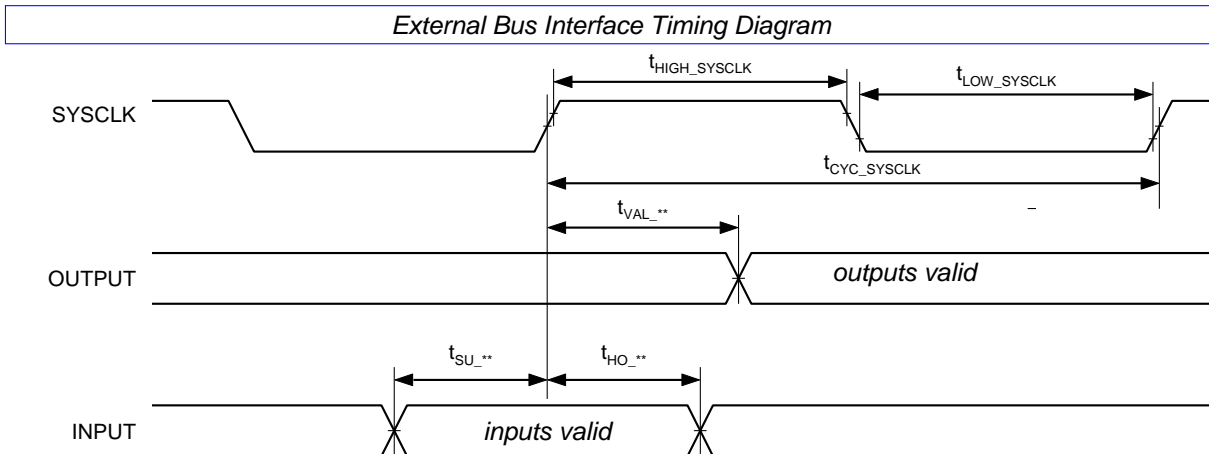 External Bus Interface Timing Diagram
tHIGH_SYSCLK
tLOW_SYSCLK
SYSCLK
tCYC_SYSCLK
tVAL_**
_
OUTPUT
outputs valid
tSU_**
tHO_**
INPUT
inputs valid